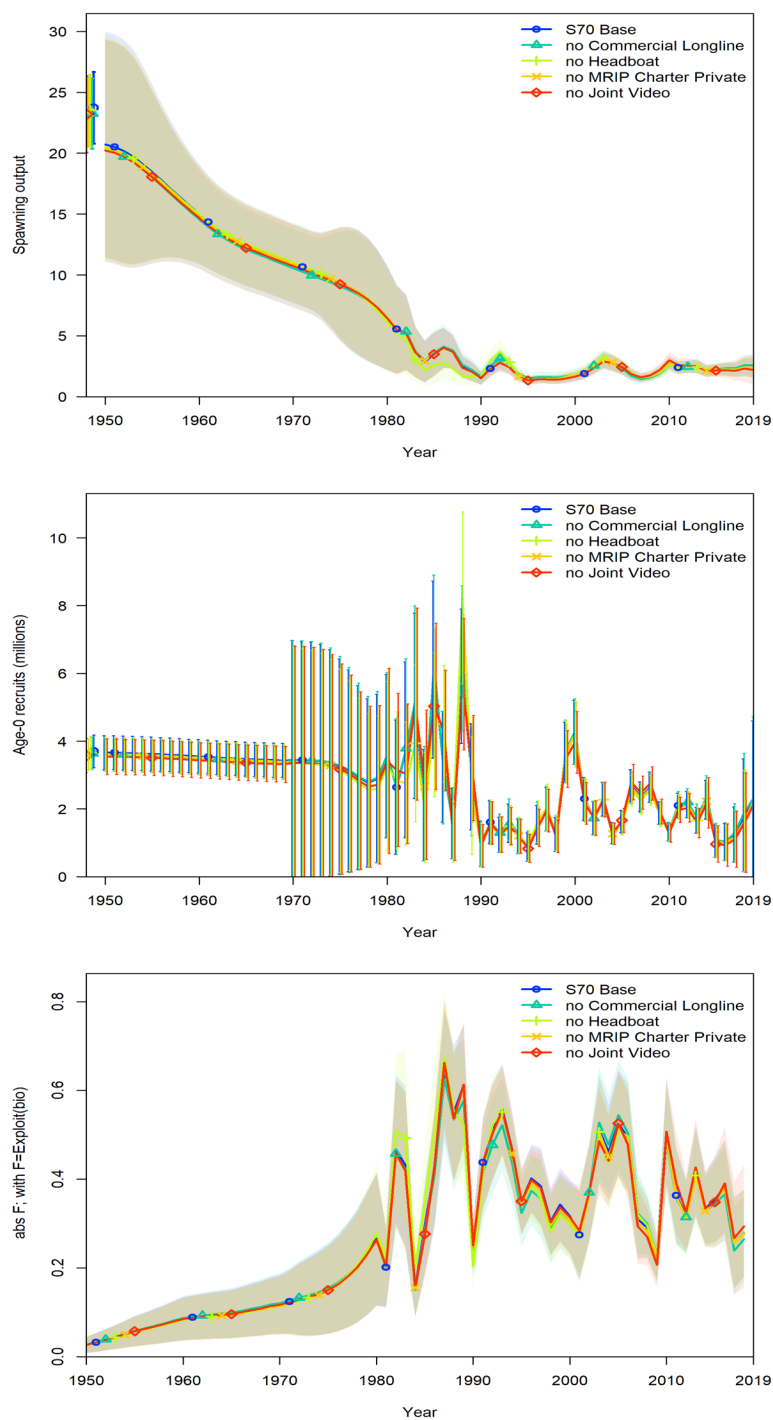 Spawning output
30
25
20
15
10
5
0
S70 Base
no Commercial Longline
no Headboat
no MRIP Charter Private
no Joint Video
1950 1960 1970 1980 1990 2000 2010 2019
Year
Age-0 recruits (millions)
10
8
6
4
2
0
S70 Base
no Commercial Longline
no Headboat
no MRIP Charter Private
no Joint Video
1950 1960 1970 1980 1990 2000 2010 2019
Year
abs F; with F=Exploit(bio)
0.8
0.6
0.4
0.2
0.0
S70 Base
no Commercial Longline
no Headboat
no MRIP Charter Private
no Joint Video
1950 1960 1970 1980 1990 2000 2010 2019
Year